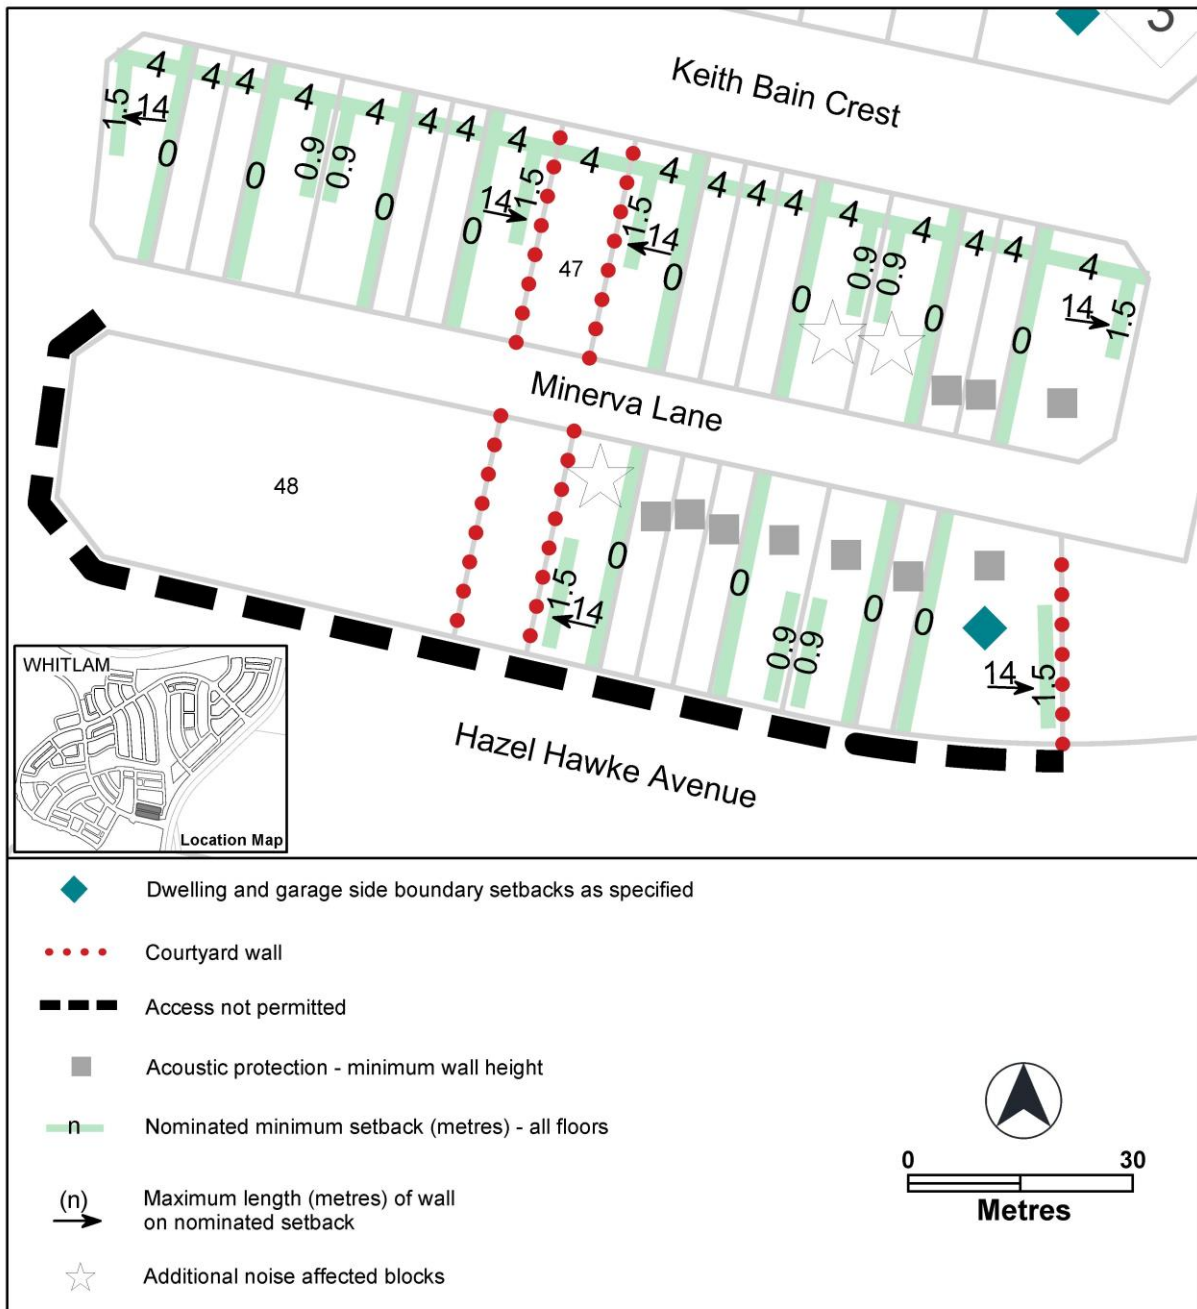 3
Keith Bain Crest
4 4 4 4 4 4 4 4 4 4 4 4 4 4 4 4 4 4
1.5 14 0 0 0.9 0.9 0 0 14 1.5 1.5 14 0 0 0.9 0.9 0 0 14 1.5
47
Minerva Lane
48
1.5 14 0 0 0.9 0.9 0 0 14 1.5
Hazel Hawke Avenue
WHITLAM
Location Map
Dwelling and garage side boundary setbacks as specified
Courtyard wall
Access not permitted
Acoustic protection - minimum wall height
n Nominated minimum setback (metres) - all floors
(n) Maximum length (metres) of wall
on nominated setback
Additional noise affected blocks
0 30
Metres